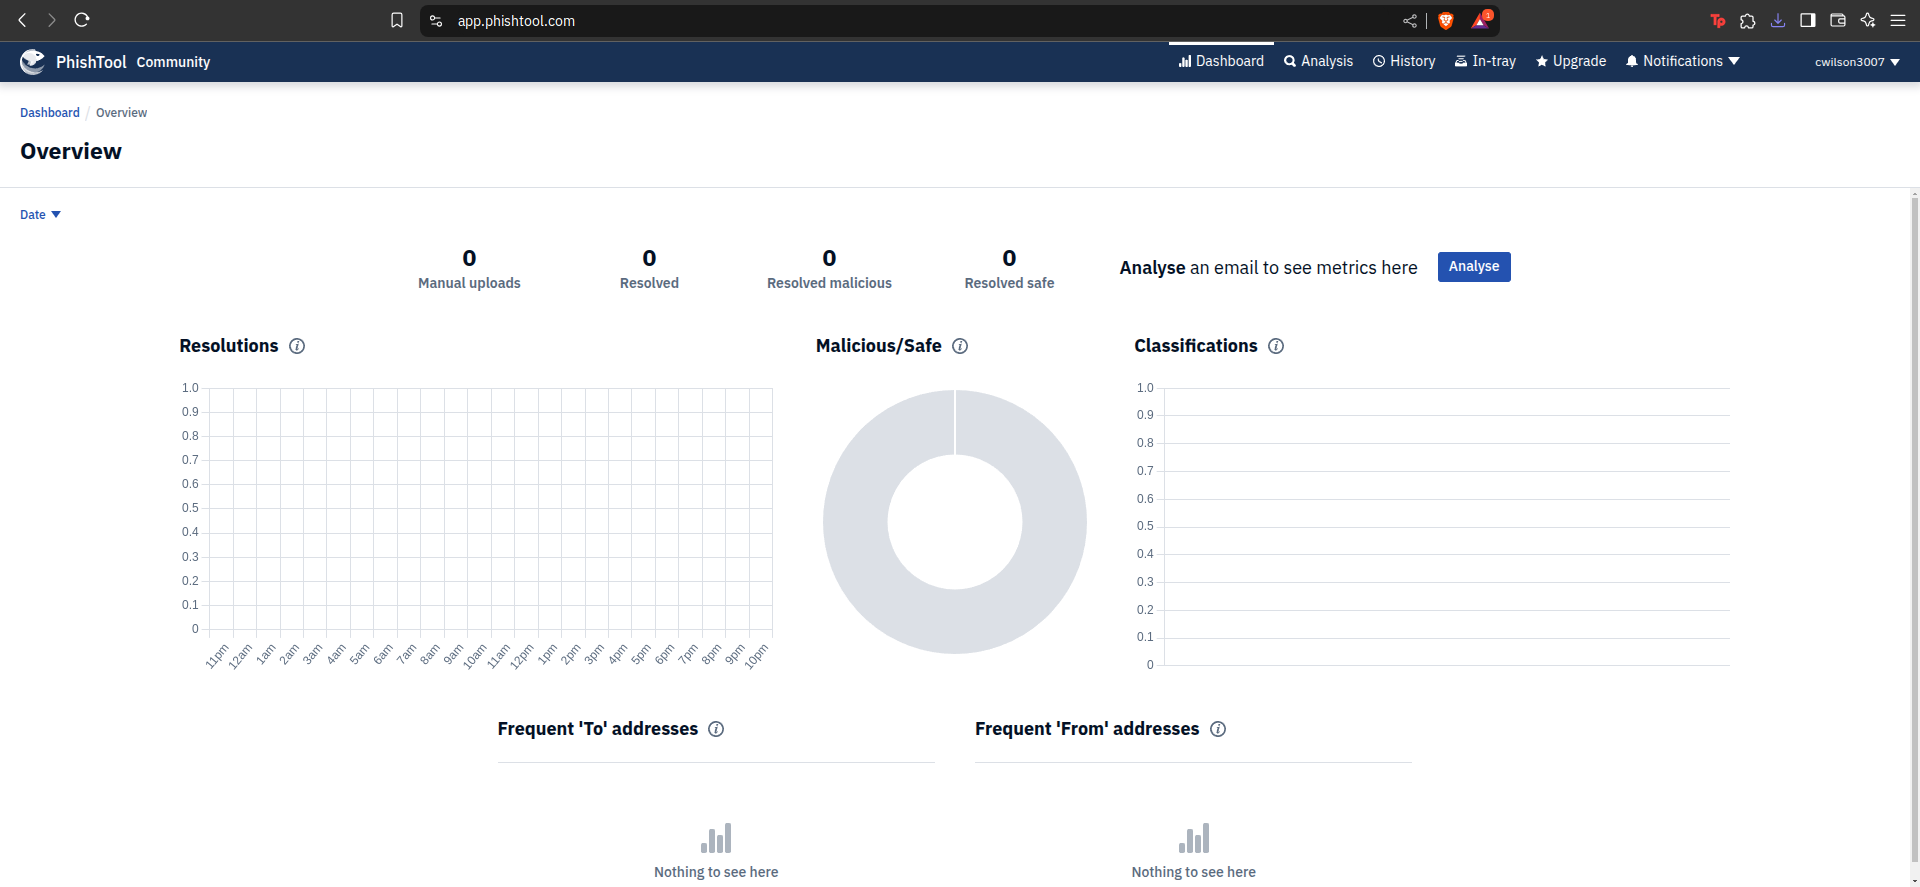 app.phishtool.com
1
Tp
PhishTool Community
Dashboard
Analysis
History
In-tray
Upgrade
Notifications
cwilson3007
Dashboard / Overview
Overview
Date
0
Manual uploads
0
Resolved
0
Resolved malicious
0
Resolved safe
Analyse an email to see metrics here
Analyse
Resolutions
1.0
0.9
0.8
0.7
0.6
0.5
0.4
0.3
0.2
0.1
0
11pm 12am 1am 2am 3am 4am 5am 6am 7am 8am 9am 10am 11am 12pm 1pm 2pm 3pm 4pm 5pm 6pm 7pm 8pm 9pm 10pm
Malicious/Safe
Classifications
1.0
0.9
0.8
0.7
0.6
0.5
0.4
0.3
0.2
0.1
0
Frequent 'To' addresses
Nothing to see here
Frequent 'From' addresses
Nothing to see here